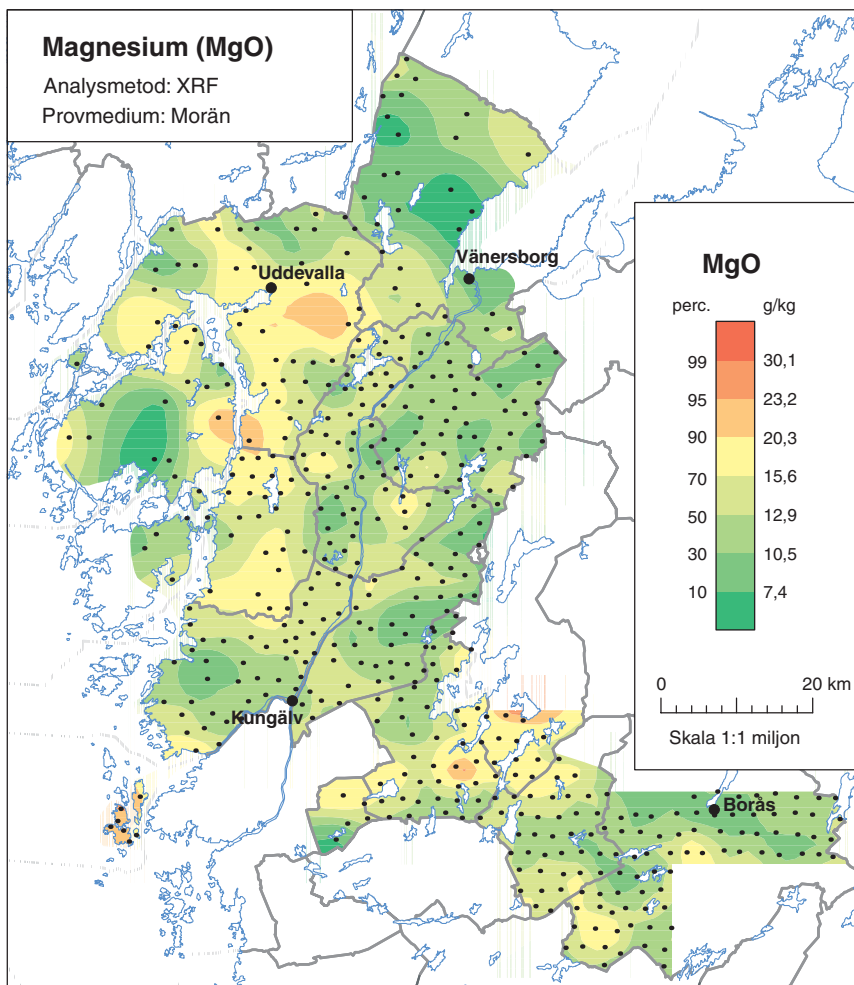 Magnesium (MgO)
Analysmetod: XRF
Provmedium: Morän
Vänersborg
Uddevalla
MgO
perc. g/kg
99 30,1
95 23,2
90 20,3
70 15,6
50 12,9
30 10,5
10 7,4
0 20 km
Skala 1:1 miljon
Kungälv
Borås